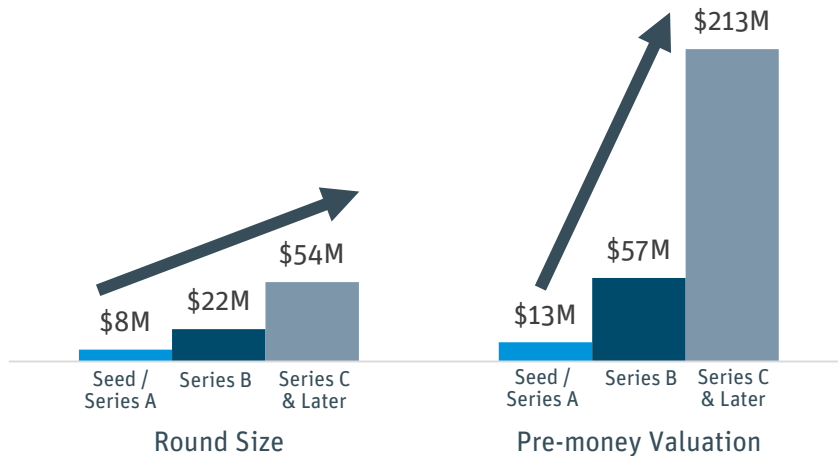 $213M
$54M
$57M
$22M
$8M
$13M
Seed /
Series A
Series B
Series C
& Later
Seed /
Series A
Series B
Series C
& Later
Round Size
Pre-money Valuation